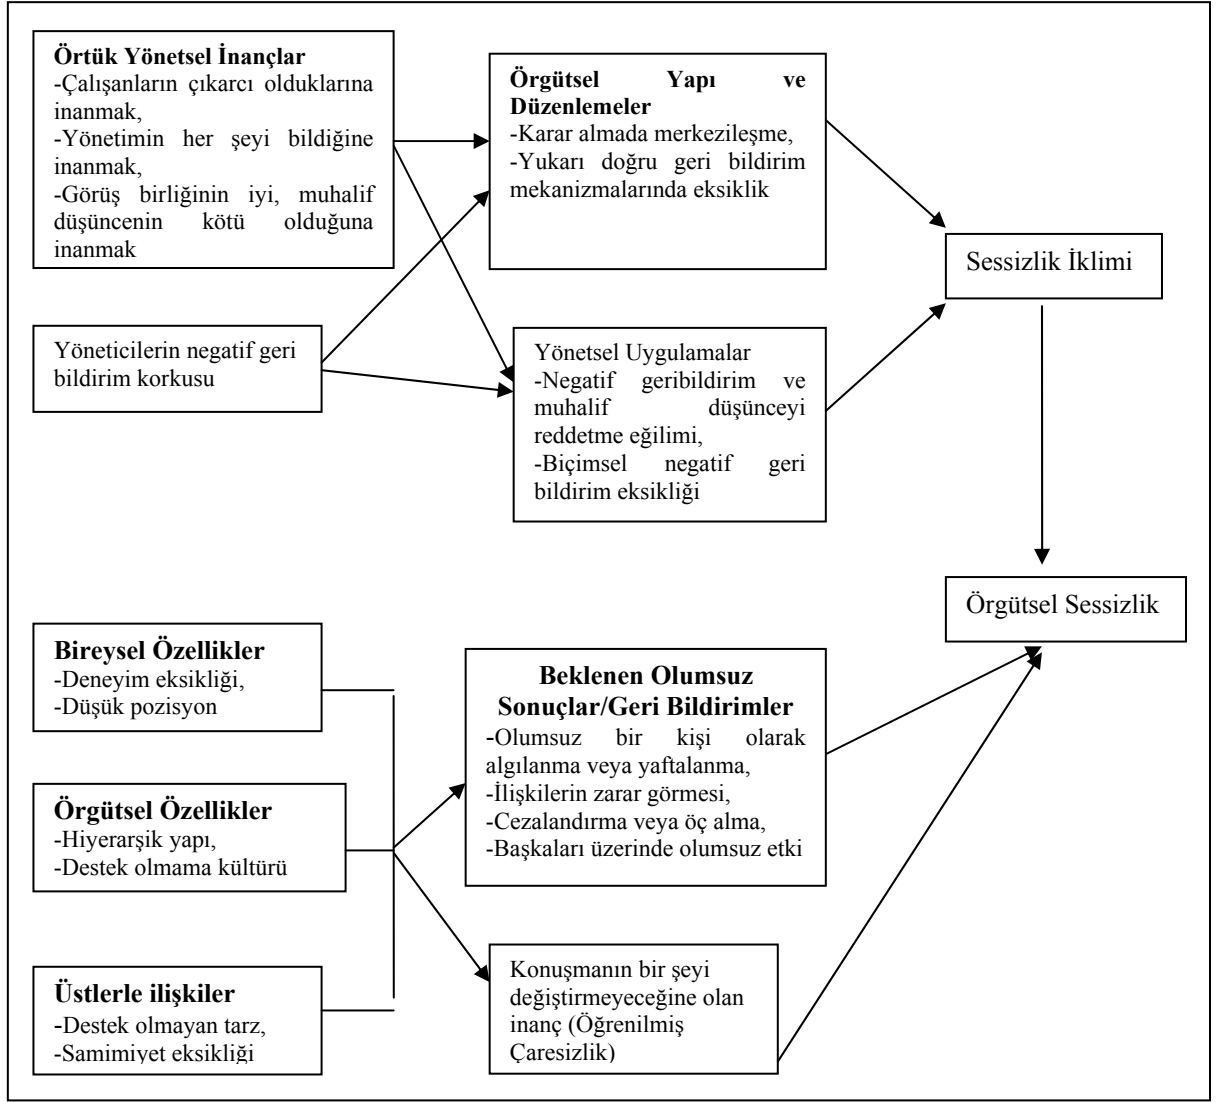 Örtük Yönetsel İnançlar
-Çalışanların çıkarcı olduklarına
inanmak,
-Yönetimin her şeyi bildiğine
inanmak,
-Görüş birliğinin iyi, muhalif
düşüncenin kötü olduğuna
inanmak
Örgütsel Yapı ve
Düzenlemeler
-Karar almada merkezileşme,
-Yukarı doğru geri bildirim
mekanizmalarında eksiklik
Sessizlik İklimi
Yöneticilerin negatif geri
bildirim korkusu
Yönetsel Uygulamalar
-Negatif geribildirim ve
muhalif düşünceyi
reddetme eğilimi,
-Biçimsel negatif geri
bildirim eksikliği
Örgütsel Sessizlik
Bireysel Özellikler
-Deneyim eksikliği,
-Düşük pozisyon
Örgütsel Özellikler
-Hiyerarşik yapı,
-Destek olmama kültürü
Üstlerle ilişkiler
-Destek olmayan tarz,
-Samimiyet eksikliği
Beklenen Olumsuz
Sonuçlar/Geri Bildirimler
-Olumsuz bir kişi olarak
algılanma veya yaftalanma,
-İlişkilerin zarar görmesi,
-Cezalandırma veya öç alma,
-Başkaları üzerinde olumsuz etki
Konuşmanın bir şeyi
değiştirmeyeceğine olan
inanç (Öğrenilmiş
Çaresizlik)